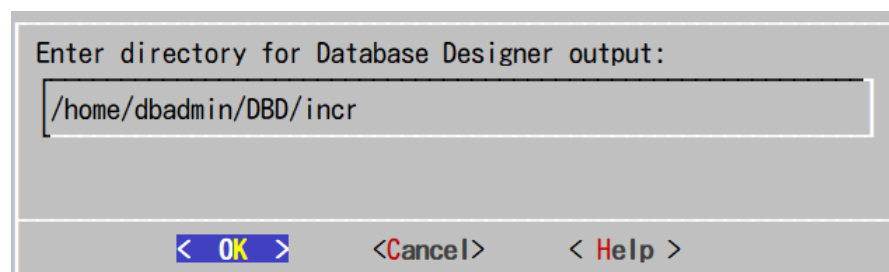 Enter directory for Database Designer output:
/home/dbadmin/DBD/incr
< OK > <Cancel> < Help >